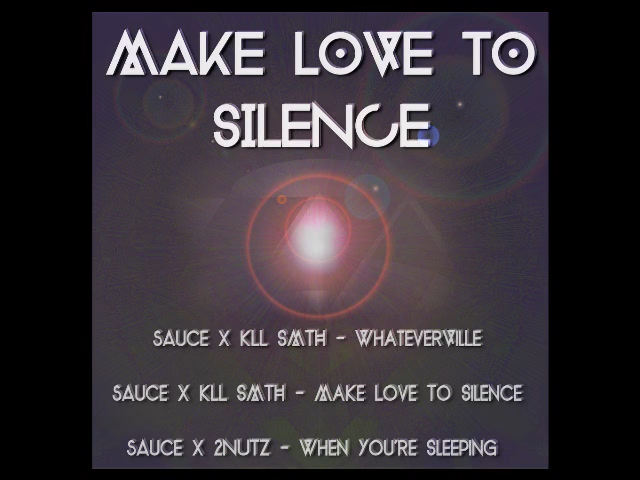 MAKE LOVE TO
SILENCE
SAUCE X KLL SMTH - WHATEVERVILLE
SAUCE X KLL SMTH - MAKE LOVE TO SILENCE
SAUCE X 2NUTZ - WHEN YOU'RE SLEEPING